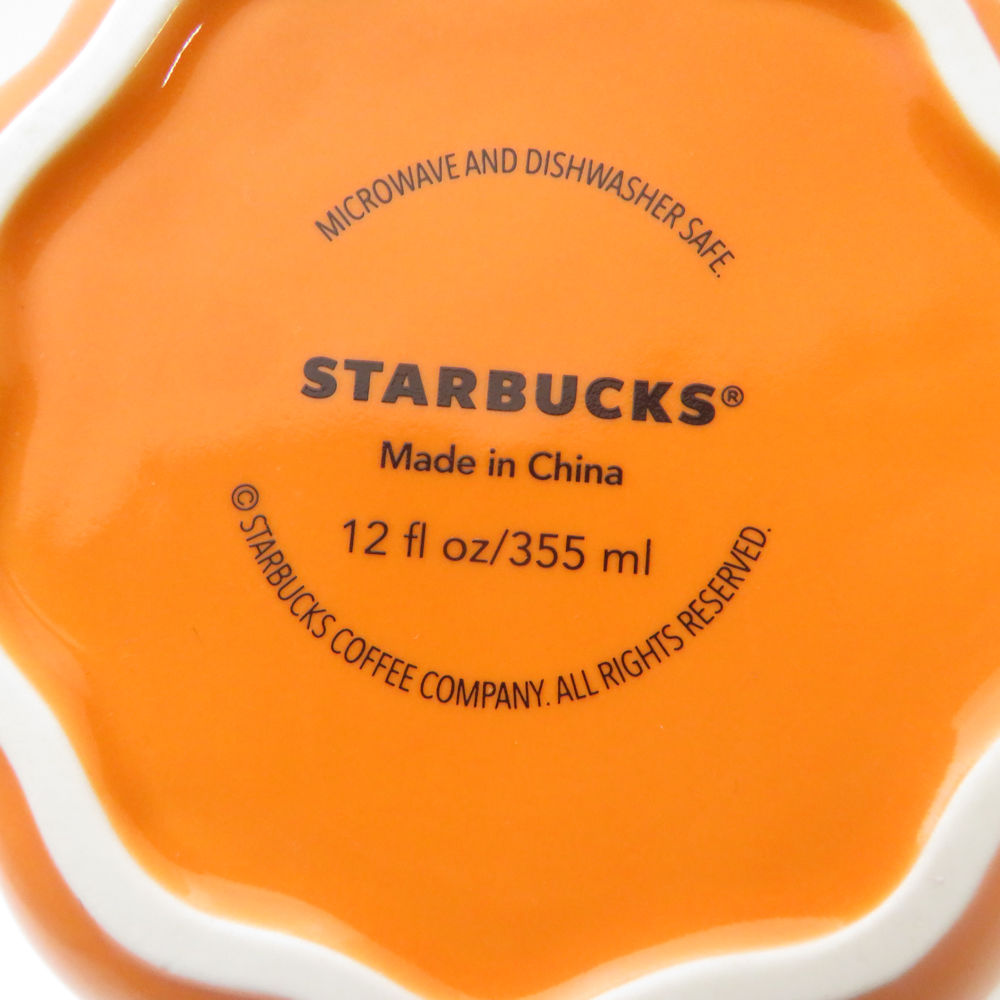 MICROWAVE AND DISHWASHER SAFE.
STARBUCKS®
Made in China
12 fl oz/355 ml
© STARBUCKS COFFEE COMPANY. ALL RIGHTS RESERVED.